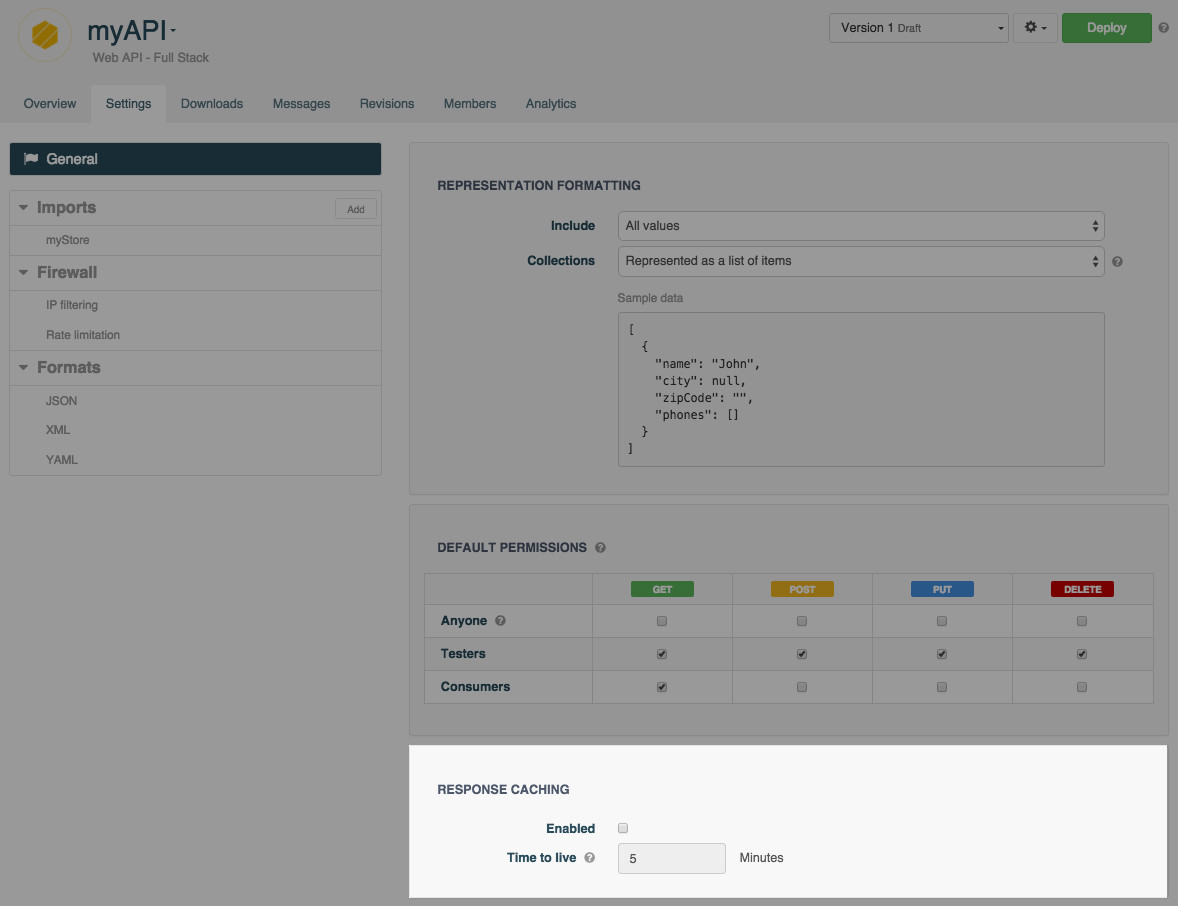 myAPI
Version 1 Draft
Deploy
Web API - Full Stack
Overview Settings Downloads Messages Revisions Members Analytics
General
Imports Add
myStore
Firewall
IP filtering
Rate limitation
Formats
JSON
XML
YAML
REPRESENTATION FORMATTING
Include All values
Collections Represented as a list of items
Sample data
[
{
"name": "John",
"city": null,
"zipCode": "",
"phones": []
}
]
DEFAULT PERMISSIONS
GET POST PUT DELETE
Anyone
Testers
Consumers
RESPONSE CACHING
Enabled
Time to live 5 Minutes